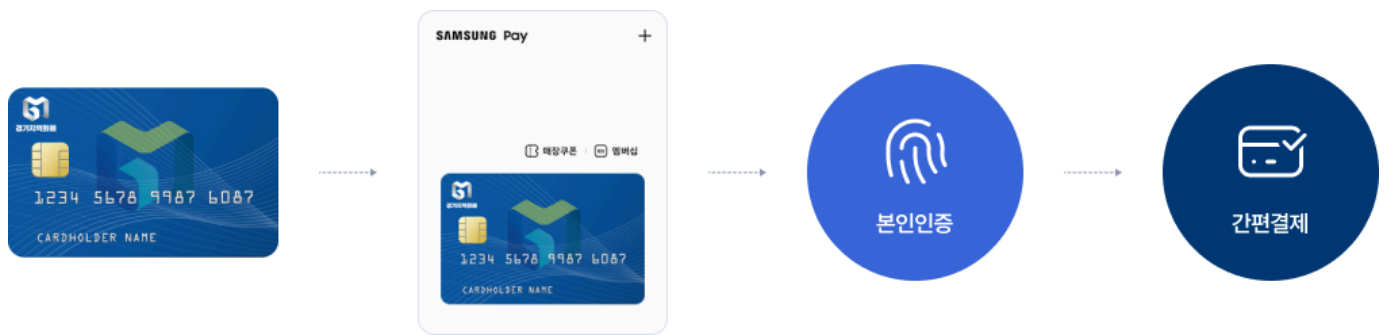 경기지역화폐
1234 5678 9987 6087
CARDHOLDER NAME
SAMSUNG Pay
매장쿠폰
멤버십
경기지역화폐
1234 5678 9987 6087
CARDHOLDER NAME
본인인증
간편결제